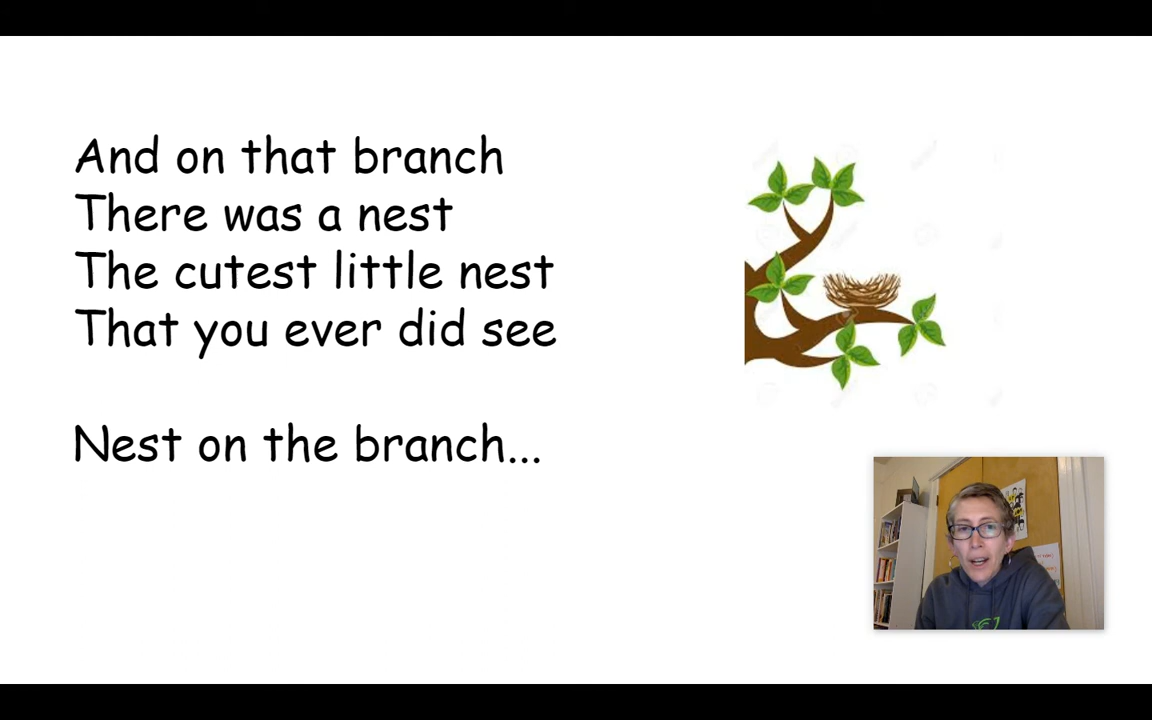 And on that branch
There was a nest
The cutest little nest
That you ever did see
Nest on the branch...